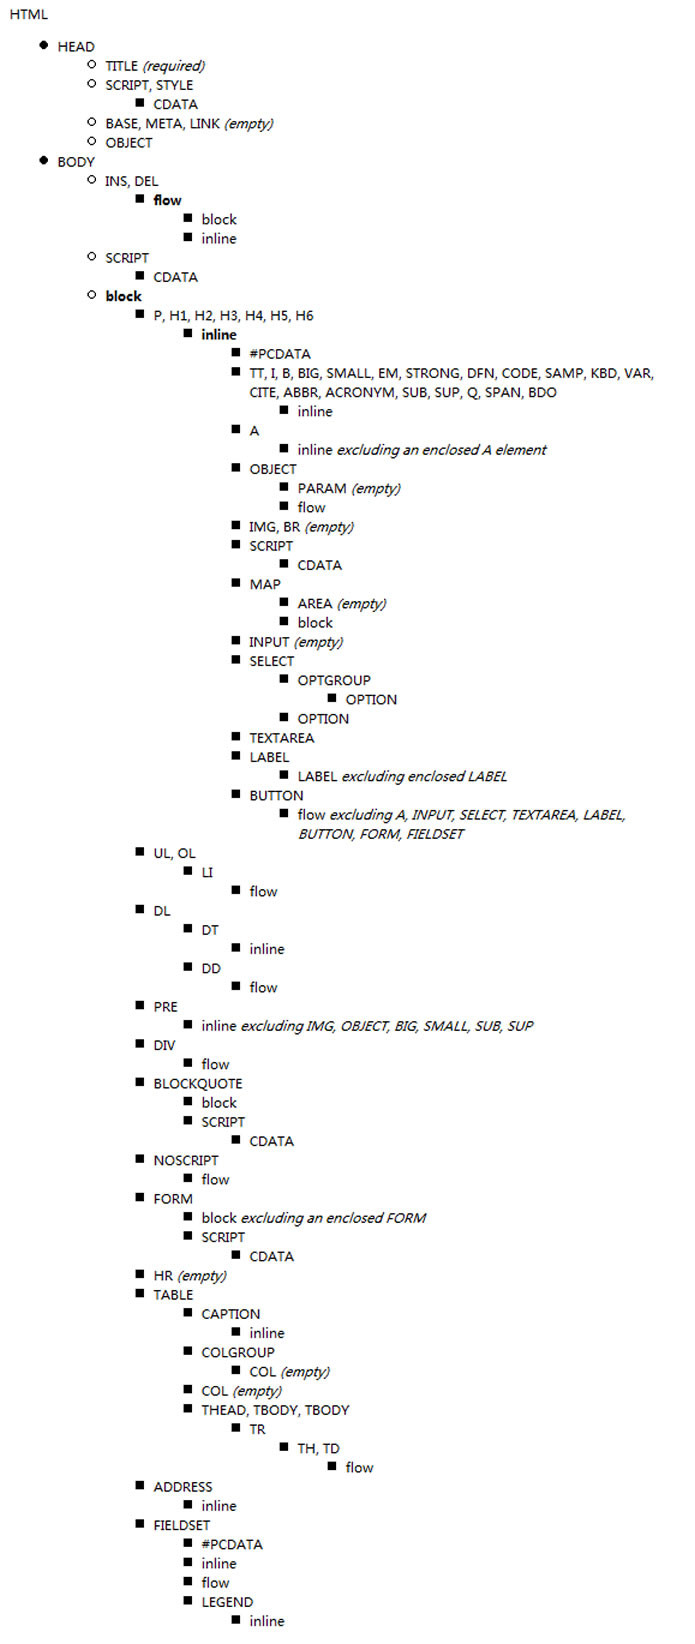 HTML
HEAD
TITLE (required)
SCRIPT, STYLE
CDATA
BASE, META, LINK (empty)
OBJECT
BODY
INS, DEL
flow
block
inline
SCRIPT
CDATA
block
P, H1, H2, H3, H4, H5, H6
inline
#PCDATA
TT, I, B, BIG, SMALL, EM, STRONG, DFN, CODE, SAMP, KBD, VAR,
CITE, ABBR, ACRONYM, SUB, SUP, Q, SPAN, BDO
inline
A
inline excluding an enclosed A element
OBJECT
PARAM (empty)
flow
IMG, BR (empty)
SCRIPT
CDATA
MAP
AREA (empty)
block
INPUT (empty)
SELECT
OPTGROUP
OPTION
OPTION
TEXTAREA
LABEL
LABEL excluding enclosed LABEL
BUTTON
flow excluding A, INPUT, SELECT, TEXTAREA, LABEL,
BUTTON, FORM, FIELDSET
UL, OL
LI
flow
DL
DT
inline
DD
flow
PRE
inline excluding IMG, OBJECT, BIG, SMALL, SUB, SUP
DIV
flow
BLOCKQUOTE
block
SCRIPT
CDATA
NOSCRIPT
flow
FORM
block excluding an enclosed FORM
SCRIPT
CDATA
HR (empty)
TABLE
CAPTION
inline
COLGROUP
COL (empty)
COL (empty)
THEAD, TBODY, TBODY
TR
TH, TD
flow
ADDRESS
inline
FIELDSET
#PCDATA
inline
flow
LEGEND
inline